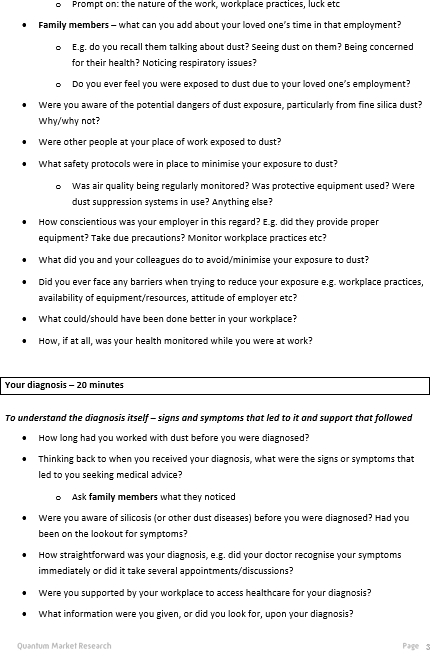 o Prompt on: the nature of the work, workplace practices, luck etc
• Family members – what can you add about your loved one's time in that employment?
o E.g. do you recall them talking about dust? Seeing dust on them? Being concerned
for their health? Noticing respiratory issues?
o Do you ever feel you were exposed to dust due to your loved one's employment?
• Were you aware of the potential dangers of dust exposure, particularly from fine silica dust?
Why/why not?
• Were other people at your place of work exposed to dust?
• What safety protocols were in place to minimise your exposure to dust?
o Was air quality being regularly monitored? Was protective equipment used? Were
dust suppression systems in use? Anything else?
• How conscientious was your employer in this regard? E.g. did they provide proper
equipment? Take due precautions? Monitor workplace practices etc?
• What did you and your colleagues do to avoid/minimise your exposure to dust?
• Did you ever face any barriers when trying to reduce your exposure e.g. workplace practices,
availability of equipment/resources, attitude of employer etc?
• What could/should have been done better in your workplace?
• How, if at all, was your health monitored while you were at work?
Your diagnosis – 20 minutes
To understand the diagnosis itself – signs and symptoms that led to it and support that followed
• How long had you worked with dust before you were diagnosed?
• Thinking back to when you received your diagnosis, what were the signs or symptoms that
led to you seeking medical advice?
o Ask family members what they noticed
• Were you aware of silicosis (or other dust diseases) before you were diagnosed? Had you
been on the lookout for symptoms?
• How straightforward was your diagnosis, e.g. did your doctor recognise your symptoms
immediately or did it take several appointments/discussions?
• Were you supported by your workplace to access healthcare for your diagnosis?
• What information were you given, or did you look for, upon your diagnosis?
Quantum Market Research Page 3